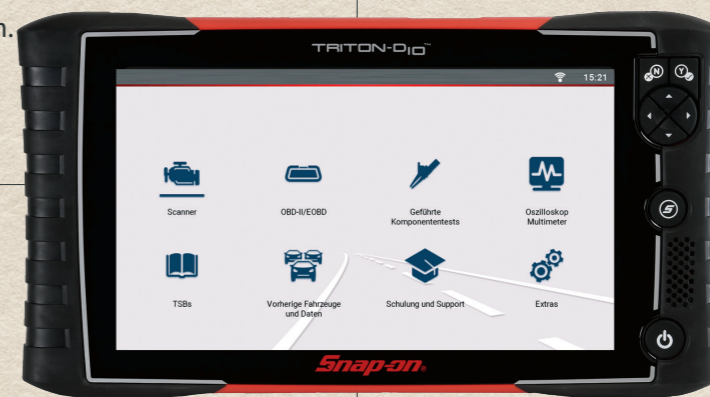 n.
TRITON-D10™
15:21
N
Y
Scanner
OBD-II/EOBD
Geführte
Komponententests
Oszilloskop
Multimeter
S
TSBs
Vorherige Fahrzeuge
und Daten
Schulung und Support
Extras
Snap-on®